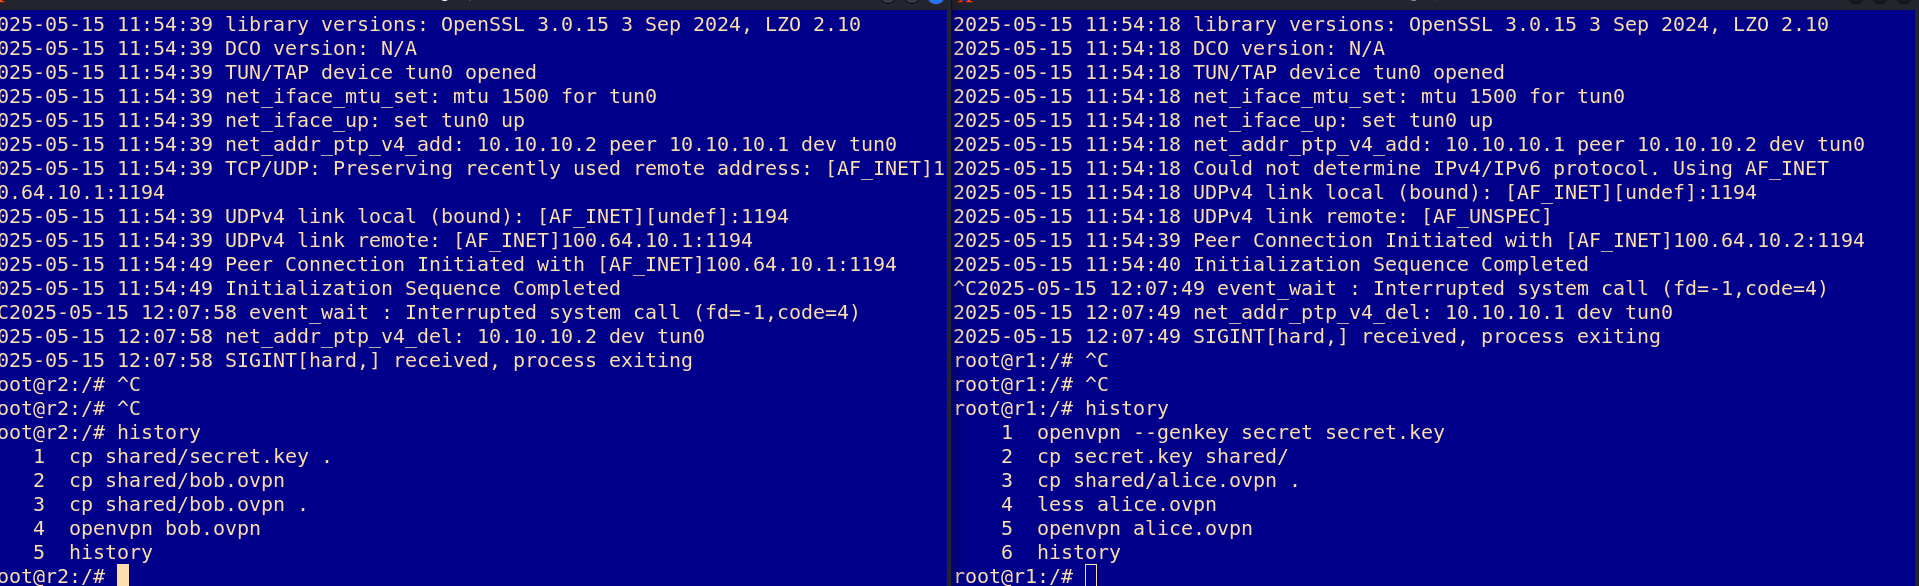 025-05-15 11:54:39 library versions: OpenSSL 3.0.15 3 Sep 2024, LZO 2.10
025-05-15 11:54:39 DCO version: N/A
025-05-15 11:54:39 TUN/TAP device tun0 opened
025-05-15 11:54:39 net_iface_mtu_set: mtu 1500 for tun0
025-05-15 11:54:39 net_iface_up: set tun0 up
025-05-15 11:54:39 net_addr_ptp_v4_add: 10.10.10.2 peer 10.10.10.1 dev tun0
025-05-15 11:54:39 TCP/UDP: Preserving recently used remote address: [AF_INET]1
0.64.10.1:1194
025-05-15 11:54:39 UDPv4 link local (bound): [AF_INET][undef]:1194
025-05-15 11:54:39 UDPv4 link remote: [AF_INET]100.64.10.1:1194
025-05-15 11:54:49 Peer Connection Initiated with [AF_INET]100.64.10.1:1194
025-05-15 11:54:49 Initialization Sequence Completed
C2025-05-15 12:07:58 event_wait : Interrupted system call (fd=-1,code=4)
025-05-15 12:07:58 net_addr_ptp_v4_del: 10.10.10.2 dev tun0
025-05-15 12:07:58 SIGINT[hard,] received, process exiting
oot@r2:/# ^C
oot@r2:/# ^C
oot@r2:/# history
1 cp shared/secret.key .
2 cp shared/bob.ovpn
3 cp shared/bob.ovpn .
4 openvpn bob.ovpn
5 history
oot@r2:/#
2025-05-15 11:54:18 library versions: OpenSSL 3.0.15 3 Sep 2024, LZO 2.10
2025-05-15 11:54:18 DCO version: N/A
2025-05-15 11:54:18 TUN/TAP device tun0 opened
2025-05-15 11:54:18 net_iface_mtu_set: mtu 1500 for tun0
2025-05-15 11:54:18 net_iface_up: set tun0 up
2025-05-15 11:54:18 net_addr_ptp_v4_add: 10.10.10.1 peer 10.10.10.2 dev tun0
2025-05-15 11:54:18 Could not determine IPv4/IPv6 protocol. Using AF_INET
2025-05-15 11:54:18 UDPv4 link local (bound): [AF_INET][undef]:1194
2025-05-15 11:54:18 UDPv4 link remote: [AF_UNSPEC]
2025-05-15 11:54:39 Peer Connection Initiated with [AF_INET]100.64.10.2:1194
2025-05-15 11:54:40 Initialization Sequence Completed
^C2025-05-15 12:07:49 event_wait : Interrupted system call (fd=-1,code=4)
2025-05-15 12:07:49 net_addr_ptp_v4_del: 10.10.10.1 dev tun0
2025-05-15 12:07:49 SIGINT[hard,] received, process exiting
root@r1:/# ^C
root@r1:/# ^C
root@r1:/# history
1 openvpn --genkey secret secret.key
2 cp secret.key shared/
3 cp shared/alice.ovpn .
4 less alice.ovpn
5 openvpn alice.ovpn
6 history
root@r1:/#